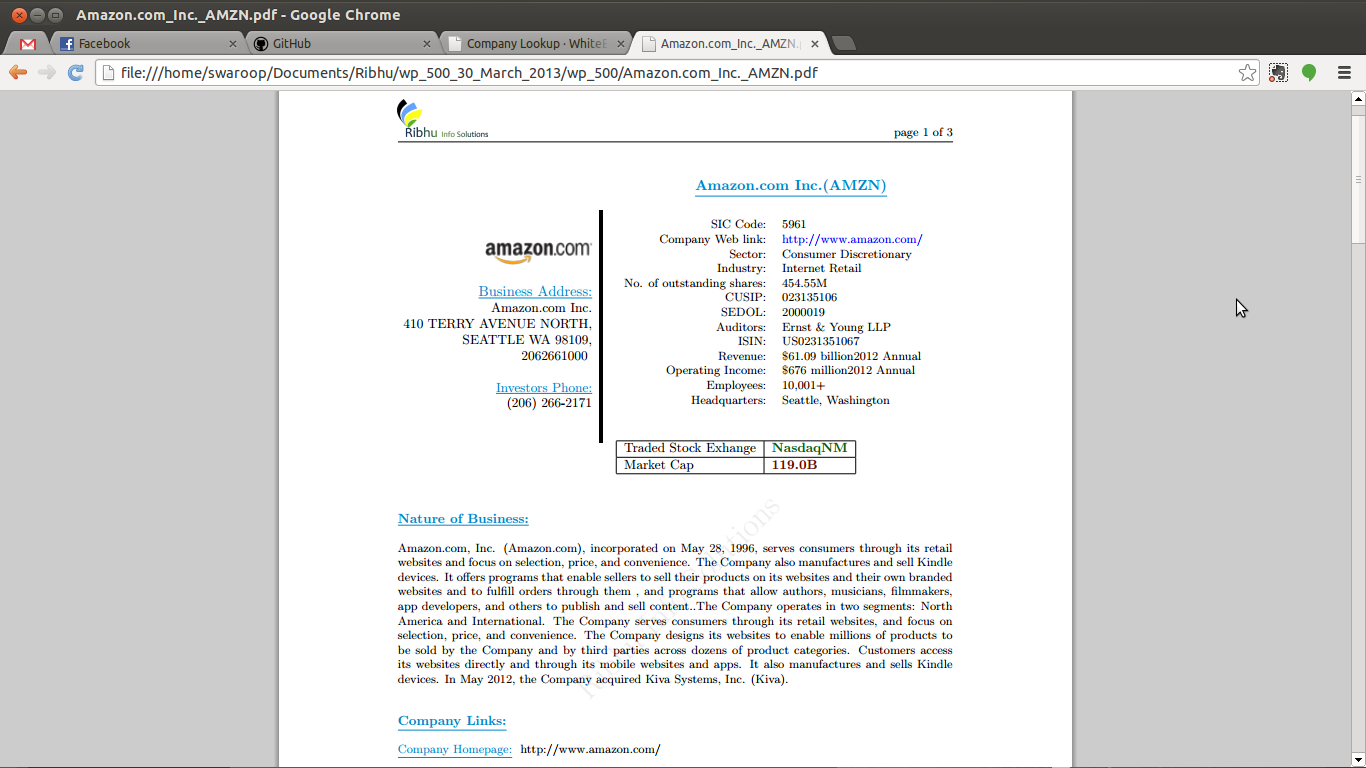 Amazon.com_Inc._AMZN.pdf - Google Chrome
Facebook
GitHub
Company Lookup · WhiteE
Amazon.com_Inc._AMZN.
file:///home/swaroop/Documents/Ribhu/wp_500_30_March_2013/wp_500/Amazon.com_Inc._AMZN.pdf
Ribhu Info Solutions
page 1 of 3
Amazon.com Inc.(AMZN)
amazon.com
Business Address:
Amazon.com Inc.
410 TERRY AVENUE NORTH,
SEATTLE WA 98109,
2062661000
Investors Phone:
(206) 266-2171
SIC Code: 5961
Company Web link: http://www.amazon.com/
Sector: Consumer Discretionary
Industry: Internet Retail
No. of outstanding shares: 454.55M
CUSIP: 023135106
SEDOL: 2000019
Auditors: Ernst & Young LLP
ISIN: US0231351067
Revenue: $61.09 billion2012 Annual
Operating Income: $676 million2012 Annual
Employees: 10,001+
Headquarters: Seattle, Washington
Traded Stock Exhange NasdaqNM
Market Cap 119.0B
Nature of Business:
Amazon.com, Inc. (Amazon.com), incorporated on May 28, 1996, serves consumers through its retail
websites and focus on selection, price, and convenience. The Company also manufactures and sell Kindle
devices. It offers programs that enable sellers to sell their products on its websites and their own branded
websites and to fulfill orders through them , and programs that allow authors, musicians, filmmakers,
app developers, and others to publish and sell content..The Company operates in two segments: North
America and International. The Company serves consumers through its retail websites, and focus on
selection, price, and convenience. The Company designs its websites to enable millions of products to
be sold by the Company and by third parties across dozens of product categories. Customers access
its websites directly and through its mobile websites and apps. It also manufactures and sells Kindle
devices. In May 2012, the Company acquired Kiva Systems, Inc. (Kiva).
Company Links:
Company Homepage: http://www.amazon.com/